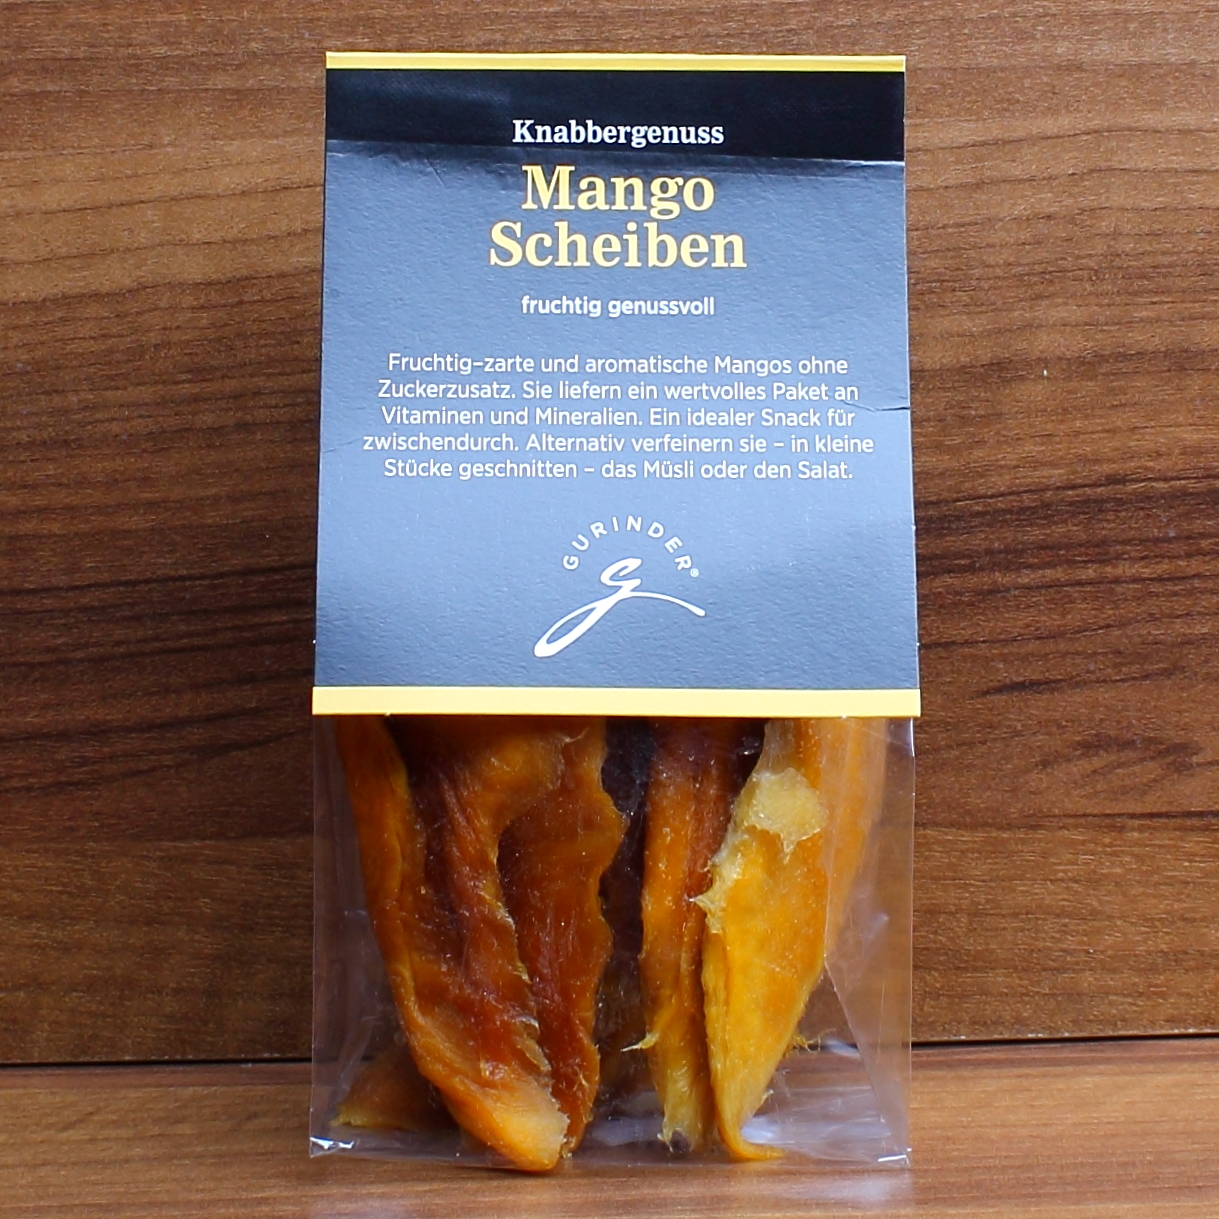 Knabbergenuss
Mango
Scheiben
fruchtig genussvoll
Fruchtig–zarte und aromatische Mangos ohne
Zuckerzusatz. Sie liefern ein wertvolles Paket an
Vitaminen und Mineralien. Ein idealer Snack für
zwischendurch. Alternativ verfeinern sie – in kleine
Stücke geschnitten – das Müsli oder den Salat.
GURINDER®
g